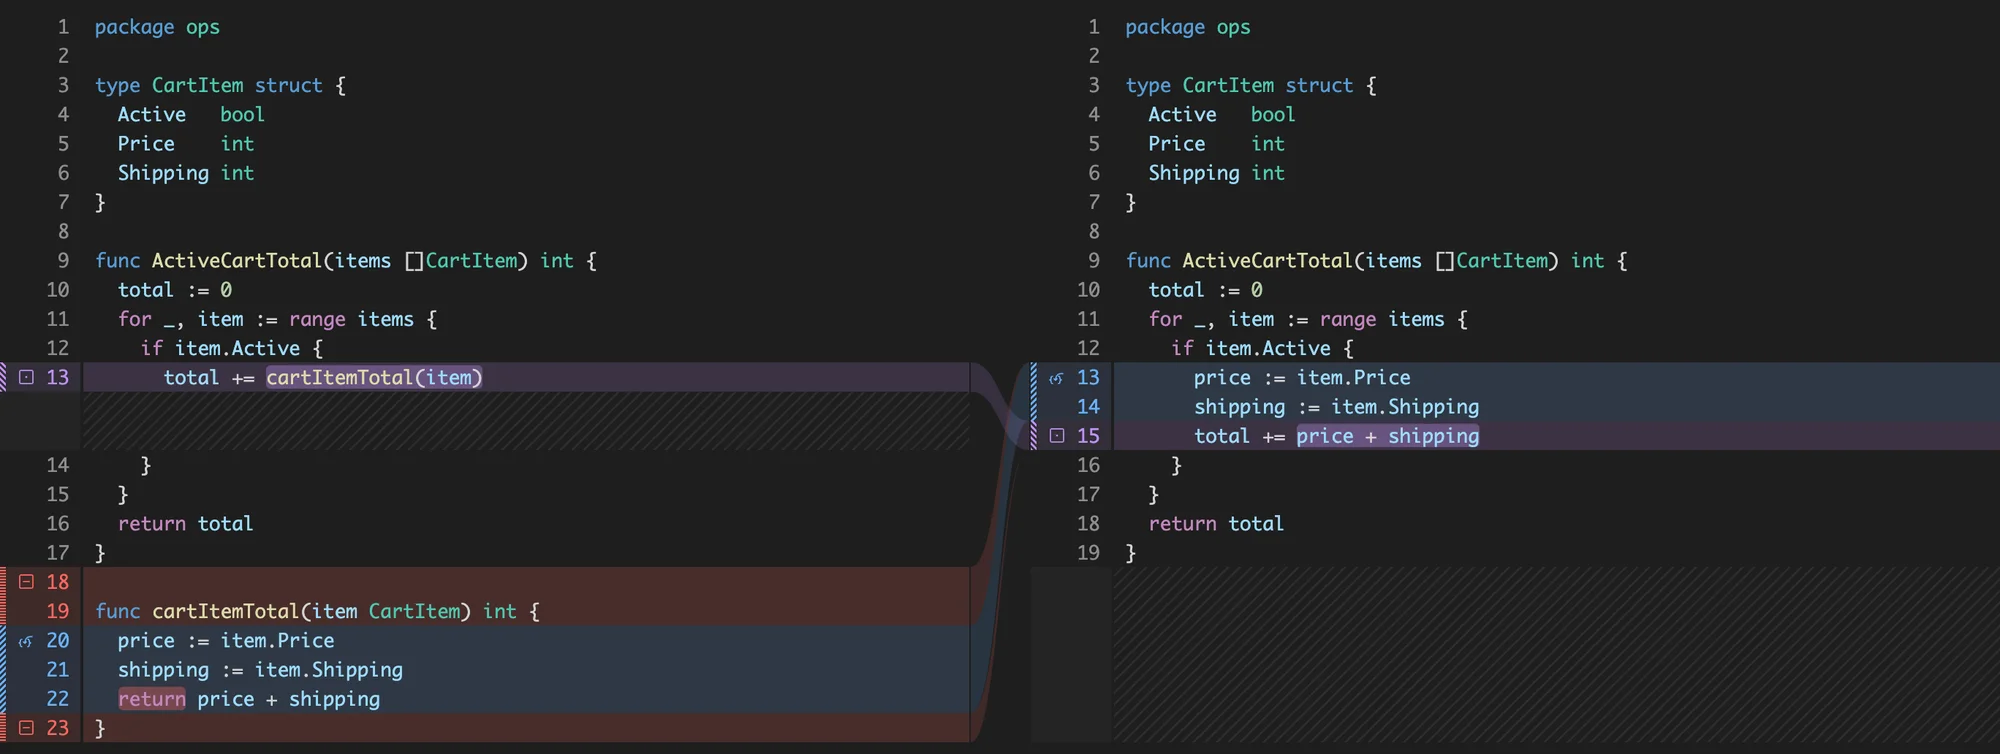 1 package ops
2
3 type CartItem struct {
4   Active   bool
5   Price    int
6   Shipping int
7 }
8
9 func ActiveCartTotal(items []CartItem) int {
10   total := 0
11   for _, item := range items {
12     if item.Active {
13       total += cartItemTotal(item)
14     }
15   }
16   return total
17 }
18
19 func cartItemTotal(item CartItem) int {
20   price := item.Price
21   shipping := item.Shipping
22   return price + shipping
23 }
1 package ops
2
3 type CartItem struct {
4   Active   bool
5   Price    int
6   Shipping int
7 }
8
9 func ActiveCartTotal(items []CartItem) int {
10   total := 0
11   for _, item := range items {
12     if item.Active {
13       price := item.Price
14       shipping := item.Shipping
15       total += price + shipping
16     }
17   }
18   return total
19 }